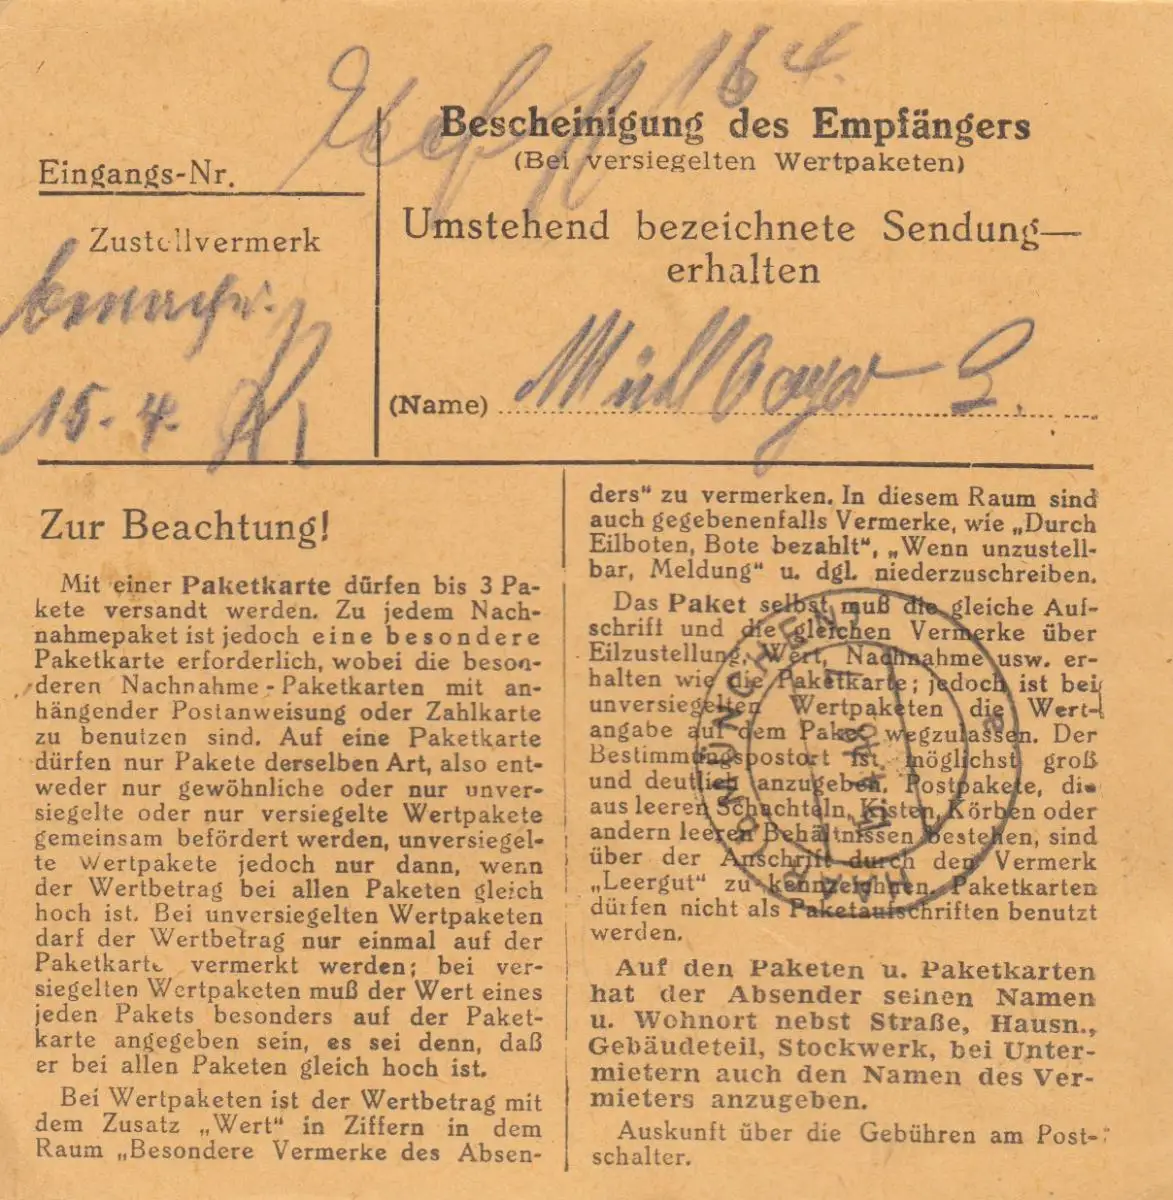 16 4.
Bescheinigung des Empfängers
(Bei versiegelten Wertpaketen)
Eingangs-Nr.
Umstehend bezeichnete Sendung—
erhalten
Zustellvermerk
15. 4.
(Name) Mühlbayer
Zur Beachtung!
Mit einer Paketkarte dürfen bis 3 Pa-
kete versandt werden. Zu jedem Nach-
nahmepaket ist jedoch eine besondere
Paketkarte erforderlich, wobei die beson-
deren Nachnahme-Paketkarten mit an-
hängender Postanweisung oder Zahlkarte
zu benutzen sind. Auf eine Paketkarte
dürfen nur Pakete derselben Art, also ent-
weder nur gewöhnliche oder nur unver-
siegelte oder nur versiegelte Wertpakete
gemeinsam befördert werden, unversiegel-
te Wertpakete jedoch nur dann, wenn
der Wertbetrag bei allen Paketen gleich
hoch ist. Bei unversiegelten Wertpaketen
darf der Wertbetrag nur einmal auf der
Paketkarte vermerkt werden; bei ver-
siegelten Wertpaketen muß der Wert eines
jeden Pakets besonders auf der Paket-
karte angegeben sein, es sei denn, daß
er bei allen Paketen gleich hoch ist.
Bei Wertpaketen ist der Wertbetrag mit
dem Zusatz „Wert“ in Ziffern in dem
Raum „Besondere Vermerke des Absen-
ders“ zu vermerken. In diesem Raum sind
auch gegebenenfalls Vermerke, wie „Durch
Eilboten, Bote bezahlt“, „Wenn unzustell-
bar, Meldung“ u. dgl. niederzuschreiben.
Das Paket selbst muß die gleiche Auf-
schrift und die gleichen Vermerke über
Eilzustellung, Wert, Nachnahme usw. er-
halten wie die Paketkarte; jedoch ist bei
unversiegelten Wertpaketen die Wert-
angabe auf dem Paket wegzulassen. Der
Bestimmungspostort ist möglichst groß
und deutlich anzugeben. Postpakete, die
aus leeren Schachteln, Kisten, Körben oder
andern leeren Behältnissen bestehen, sind
über der Anschrift durch den Vermerk
„Leergut“ zu kennzeichnen. Paketkarten
dürfen nicht als Paketaufschriften benutzt
werden.
Auf den Paketen u. Paketkarten
hat der Absender seinen Namen
u. Wohnort nebst Straße, Hausn.,
Gebäudeteil, Stockwerk, bei Unter-
mietern auch den Namen des Ver-
mieters anzugeben.
Auskunft über die Gebühren am Post-
schalter.
MÜNCHEN
HAAR
a